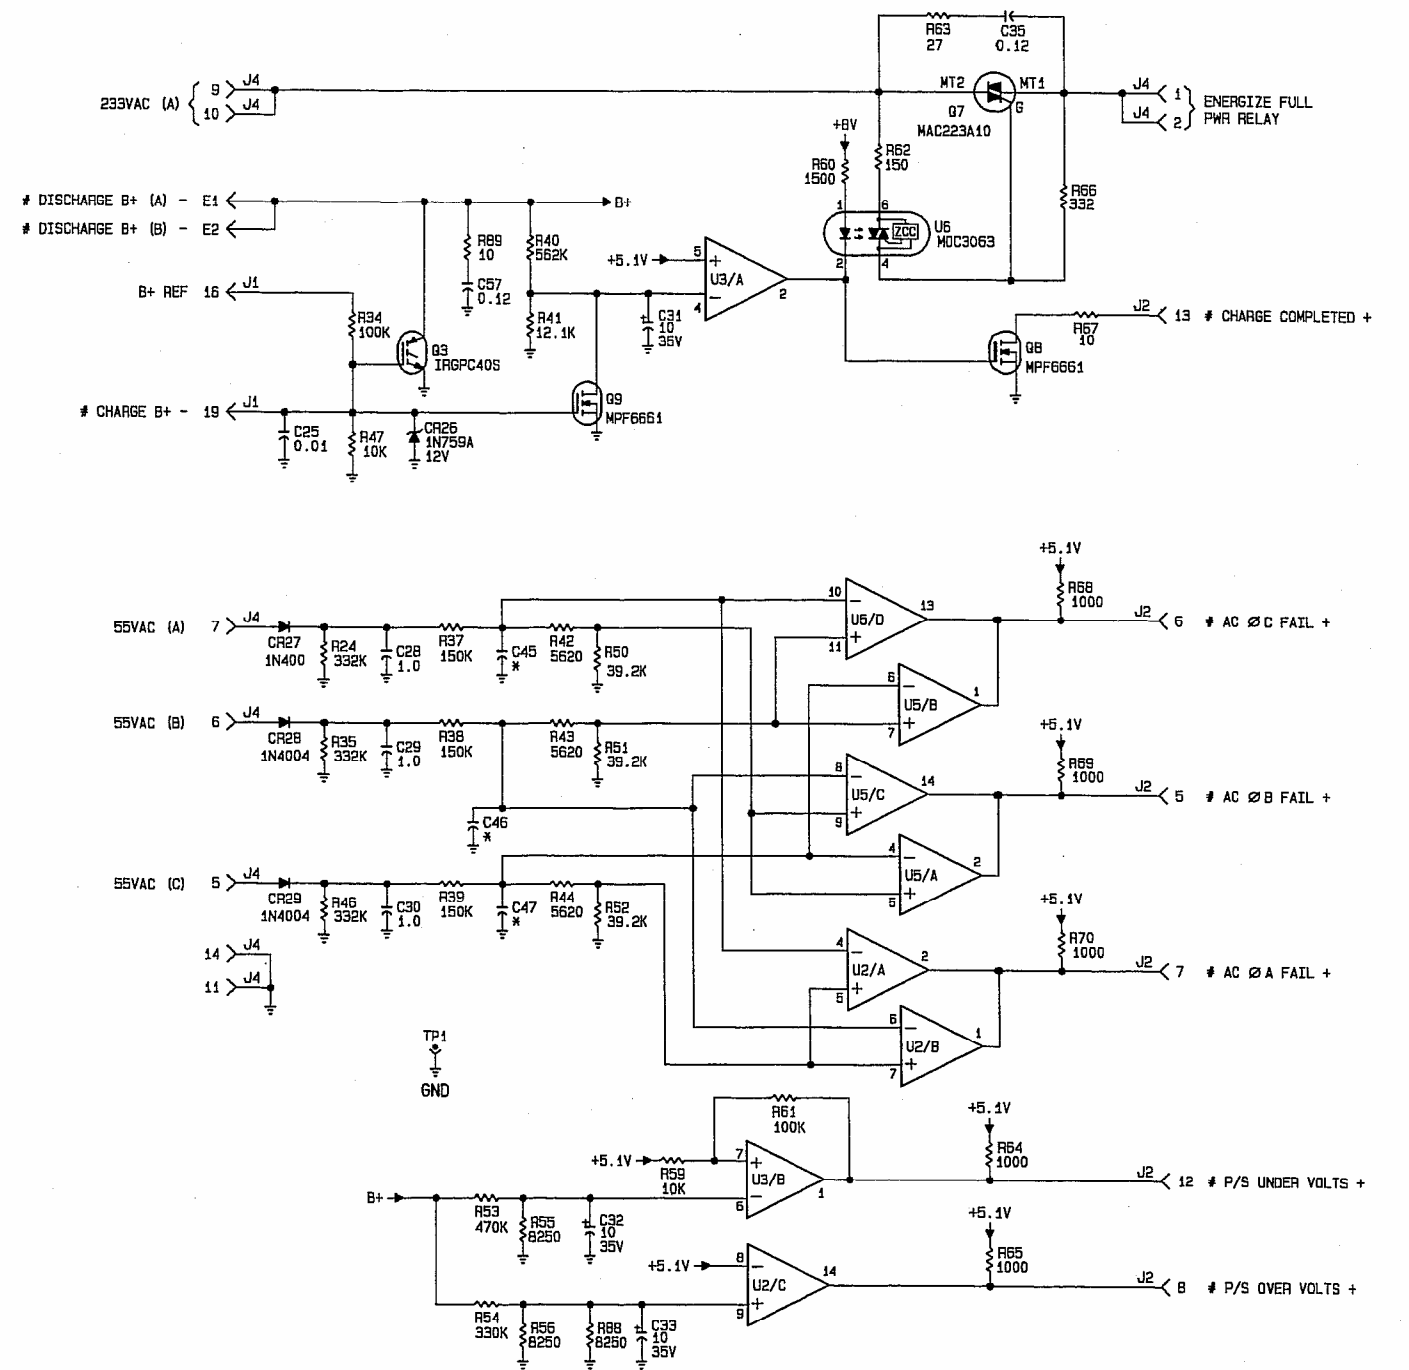 R63
27
C35
0.12
233VAC (A)
9
J4
10
J4
MT2
MT1
G
Q7
MAC223A10
J4
1
J4
2
ENERGIZE FULL
PWR RELAY
+8V
R60
1500
R62
150
R66
332
# DISCHARGE B+ (A) - E1
# DISCHARGE B+ (B) - E2
B+
1
6
ZCC
U6
MOC3063
2
4
R89
10
C57
0.12
R40
562K
+5.1V
5
+
U3/A
-
4
2
B+ REF 16
J1
R34
100K
Q3
IRGPC40S
R41
12.1K
+
C31
10
35V
Q8
MPF6661
R67
10
J2
13 # CHARGE COMPLETED +
# CHARGE B+ - 19
J1
C25
0.01
R47
10K
CR26
1N759A
12V
Q9
MPF6661
55VAC (A)
7
J4
CR27
1N400
R24
332K
C28
1.0
R37
150K
C45
*
R42
5620
R50
39.2K
10
-
U6/D
+
11
13
+5.1V
R68
1000
J2
6 # AC Ø C FAIL +
6
-
U5/B
+
7
1
55VAC (B)
6
J4
CR28
1N4004
R35
332K
C29
1.0
R38
150K
R43
5620
R51
39.2K
C46
*
8
-
U5/C
+
9
14
+5.1V
R69
1000
J2
5 # AC Ø B FAIL +
4
-
U5/A
+
5
2
55VAC (C)
5
J4
CR29
1N4004
R46
332K
C30
1.0
R39
150K
C47
*
R44
5620
R52
39.2K
14
J4
11
J4
4
-
U2/A
+
5
2
+5.1V
R70
1000
J2
7 # AC Ø A FAIL +
6
-
U2/B
+
7
1
TP1
GND
R61
100K
+5.1V
R59
10K
7
+
U3/B
-
6
1
+5.1V
R64
1000
J2
12 # P/S UNDER VOLTS +
B+
R53
470K
R55
8250
+
C32
10
35V
+5.1V
8
-
U2/C
+
9
14
+5.1V
R65
1000
J2
8 # P/S OVER VOLTS +
R54
330K
R56
8250
R88
8250
+
C33
10
35V